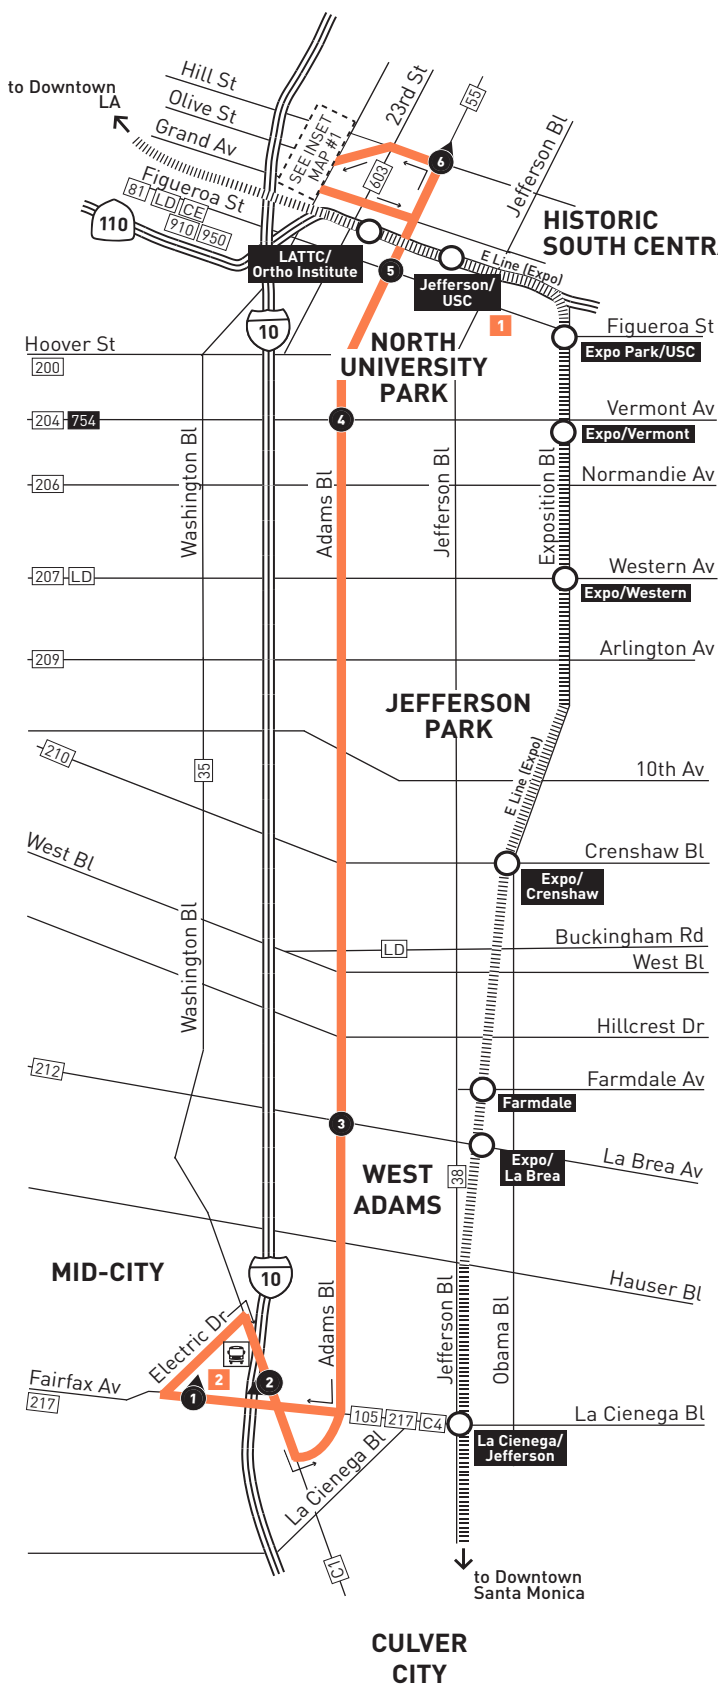 to Downtown
LA
Hill St
Olive St
Grand Av
Figueroa St
SEE INSET
MAP #1
23rd St
55
Jefferson Bl
6
603
81 LD CE
910 950
110
HISTORIC
SOUTH CENTRA
E Line (Expo)
LATTC/
Ortho Institute
5
Jefferson/
USC
1
10
NORTH
UNIVERSITY
PARK
Figueroa St
Expo Park/USC
Hoover St
200
204 754
4
Vermont Av
Expo/Vermont
Washington Bl
Adams Bl
Jefferson Bl
Exposition Bl
206
Normandie Av
207 LD
Western Av
Expo/Western
209
Arlington Av
JEFFERSON
PARK
210
35
E Line (Expo)
10th Av
West Bl
Crenshaw Bl
Expo/
Crenshaw
Washington Bl
LD
Buckingham Rd
West Bl
Hillcrest Dr
212
Farmdale Av
Farmdale
3
Expo/
La Brea
La Brea Av
WEST
ADAMS
38
MID-CITY
10
Hauser Bl
Electric Dr
Adams Bl
Jefferson Bl
Obama Bl
Fairfax Av
217
1
2
2
105 217 C4
La Cienega Bl
La Cienega/
Jefferson
La Cienega Bl
C1
to Downtown
Santa Monica
CULVER
CITY